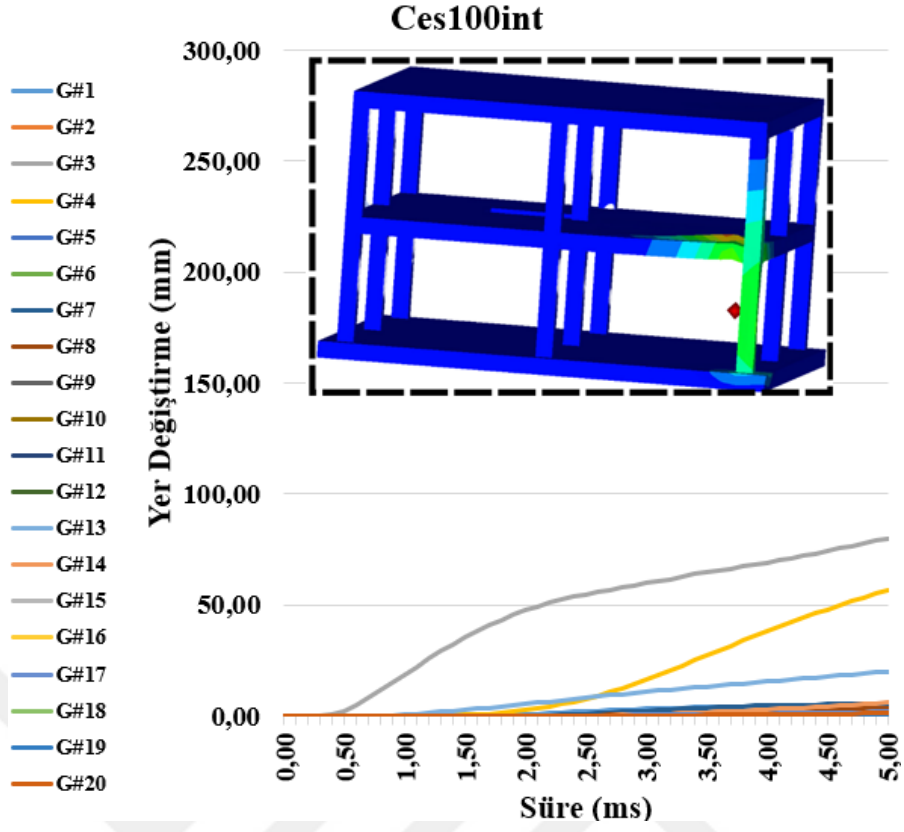 Ces100int
300,00
250,00
200,00
150,00
100,00
50,00
0,00
Yer Değiştirme (mm)
G#1
G#2
G#3
G#4
G#5
G#6
G#7
G#8
G#9
G#10
G#11
G#12
G#13
G#14
G#15
G#16
G#17
G#18
G#19
G#20
0,00
0,50
1,00
1,50
2,00
2,50
3,00
3,50
4,00
4,50
5,00
Süre (ms)